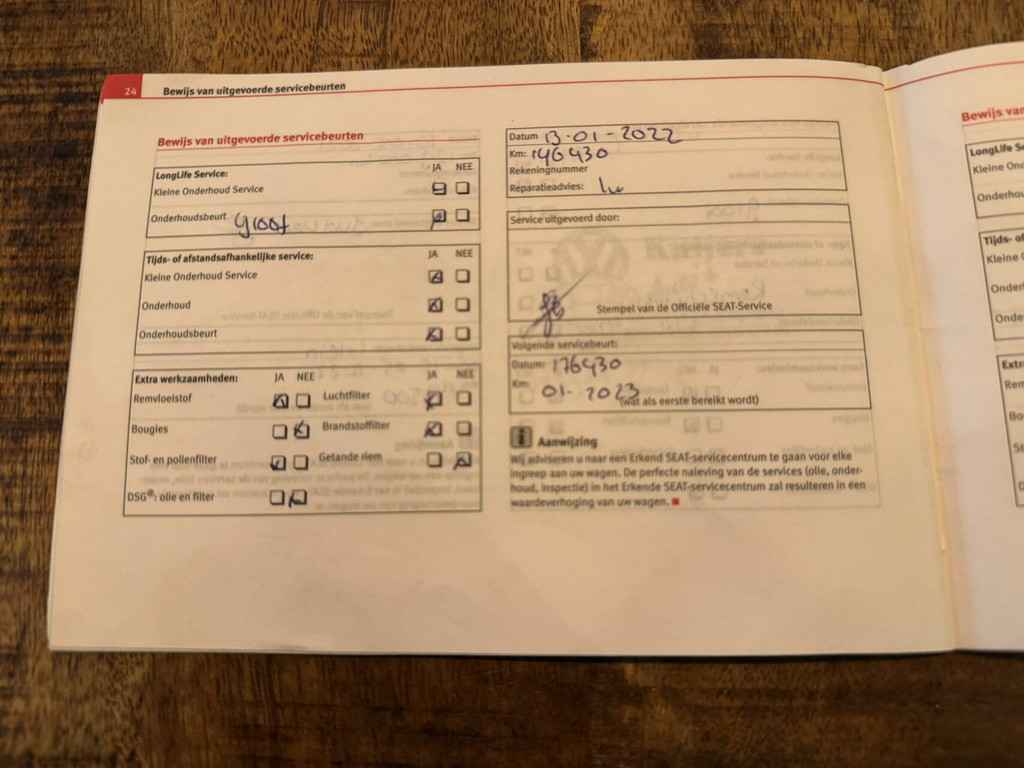 24 Bewijs van uitgevoerde servicebeurten
Bewijs van uitgevoerde servicebeurten
LongLife Service: JA NEE
Kleine Onderhoud Service
Onderhoudsbeurt groot
Tijds- of afstandsafhankelijke service: JA NEE
Kleine Onderhoud Service
Onderhoud
Onderhoudsbeurt
Extra werkzaamheden: JA NEE JA NEE
Remvloeistof Luchtfilter
Bougies Brandstoffilter
Stof- en pollenfilter Getande riem
DSG®: olie en filter
Datum 13-01-2022
Km: 146430
Rekeningnummer
Reparatieadvies:
Service uitgevoerd door:
Stempel van de Officiële SEAT-Service
Volgende servicebeurt:
Datum: 176430
Km: 01-2023
(wat als eerste bereikt wordt)
Aanwijzing
Wij adviseren u naar een Erkend SEAT-servicecentrum te gaan voor elke
ingreep aan uw wagen. De perfecte naleving van de services (olie, onder-
houd, inspectie) in het Erkende SEAT-servicecentrum zal resulteren in een
waardeverhoging van uw wagen.
Bewijs van
LongLife Se
Kleine Ond
Onderhou
Tijds- of
Kleine
Onder
Onde
Extr
Rem
Bo
St
D